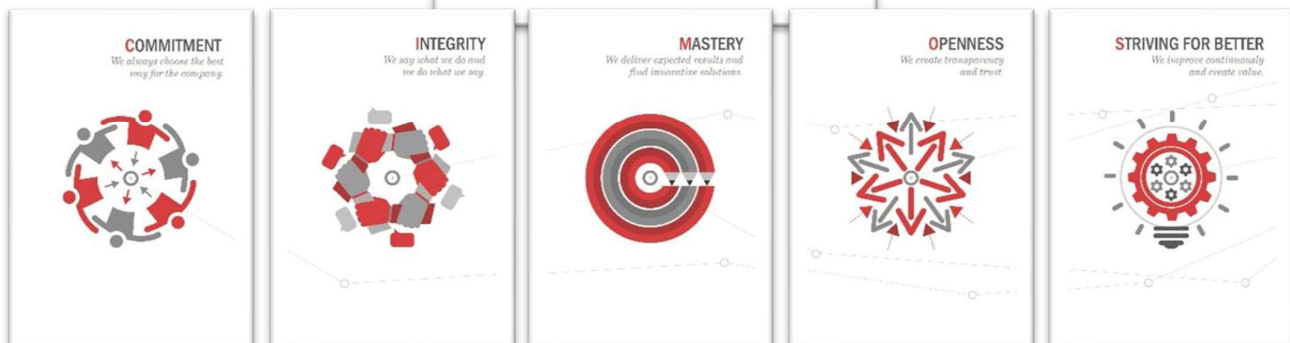 COMMITMENT
We always choose the best
way for the company.
INTEGRITY
We say what we do and
we do what we say.
MASTERY
We deliver expected results and
find innovative solutions.
OPENNESS
We create transparency
and trust.
STRIVING FOR BETTER
We improve continuously
and create value.